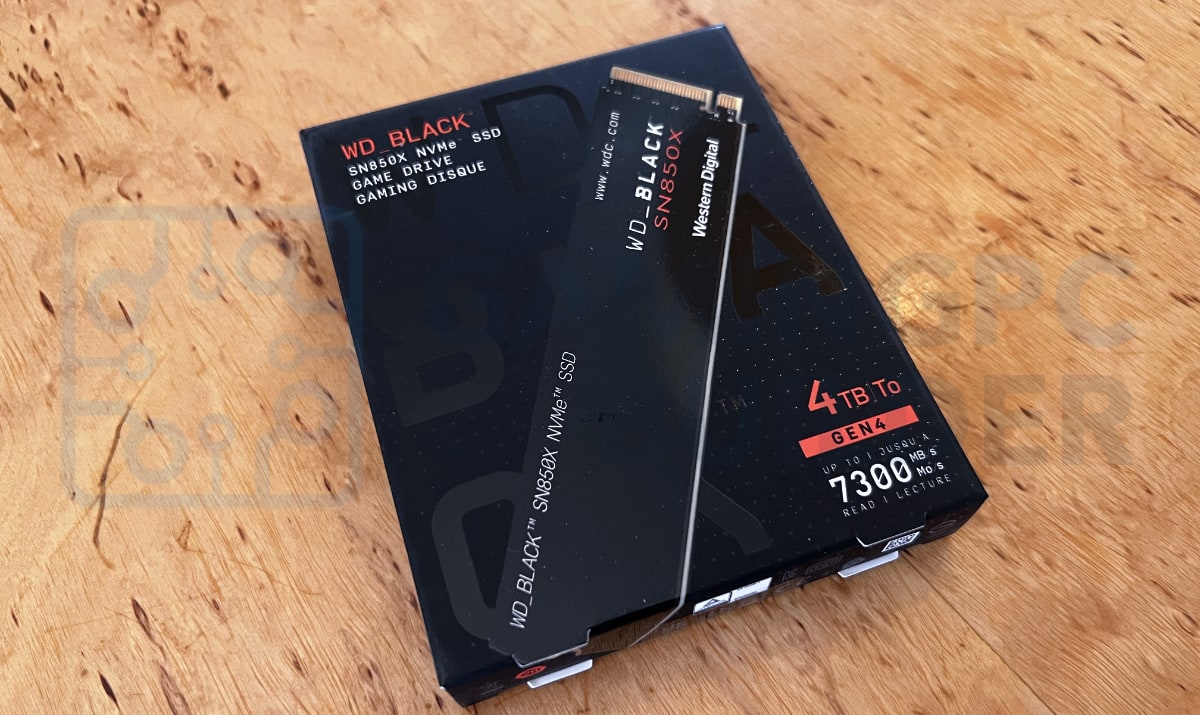 WD_BLACK
SN850X NVMe™ SSD
GAME DRIVE
GAMING DISQUE
www.wdc.com
WD_BLACK
SN850X
Western Digital
WD_BLACK™ SN850X NVMe™ SSD
4TB|To
GEN4
UP TO | JUSQU'A
7300 MB/s
Mo/s
READ | LECTURE
GPC